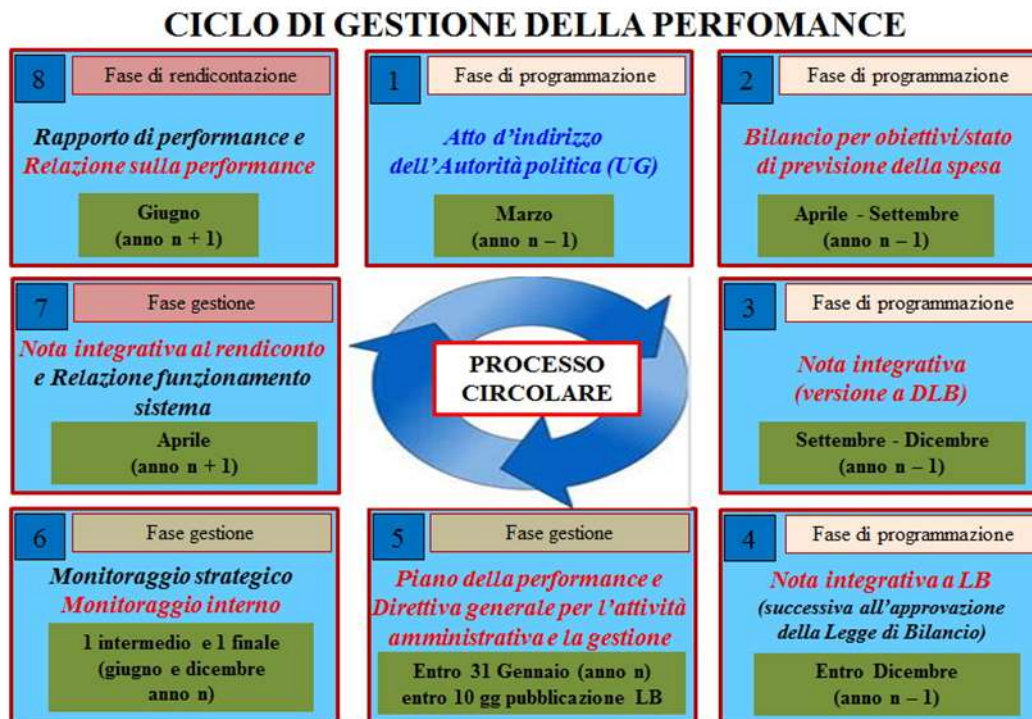 CICLO DI GESTIONE DELLA PERFOMANCE
8
Fase di rendicontazione
Rapporto di performance e
Relazione sulla performance
Giugno
(anno n + 1)
1
Fase di programmazione
Atto d'indirizzo
dell'Autorità politica (UG)
Marzo
(anno n – 1)
2
Fase di programmazione
Bilancio per obiettivi/stato
di previsione della spesa
Aprile - Settembre
(anno n – 1)
7
Fase gestione
Nota integrativa al rendiconto
e Relazione funzionamento
sistema
Aprile
(anno n + 1)
PROCESSO
CIRCOLARE
3
Fase di programmazione
Nota integrativa
(versione a DLB)
Settembre - Dicembre
(anno n – 1)
6
Fase gestione
Monitoraggio strategico
Monitoraggio interno
1 intermedio e 1 finale
(giugno e dicembre
anno n)
5
Fase gestione
Piano della performance e
Direttiva generale per l'attività
amministrativa e la gestione
Entro 31 Gennaio (anno n)
entro 10 gg pubblicazione LB
4
Fase di programmazione
Nota integrativa a LB
(successiva all'approvazione
della Legge di Bilancio)
Entro Dicembre
(anno n – 1)